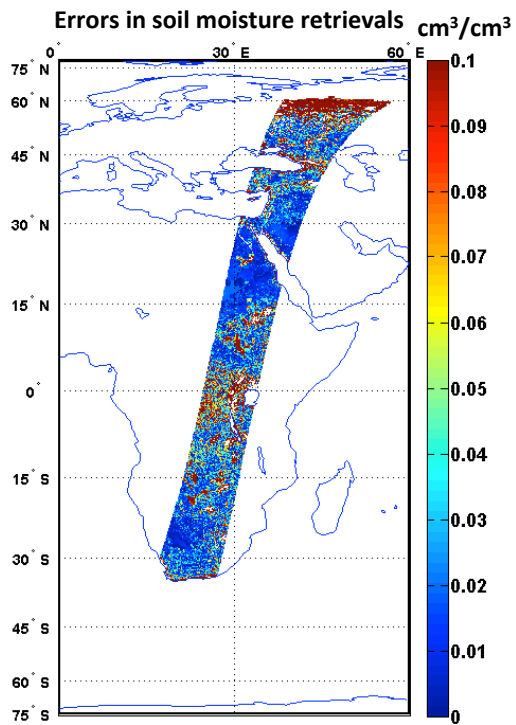 Errors in soil moisture retrievals cm³/cm³
0° 30° E 60° E
75° N
60° N
45° N
30° N
15° N
0°
15° S
30° S
45° S
60° S
75° S
0.1
0.09
0.08
0.07
0.06
0.05
0.04
0.03
0.02
0.01
0